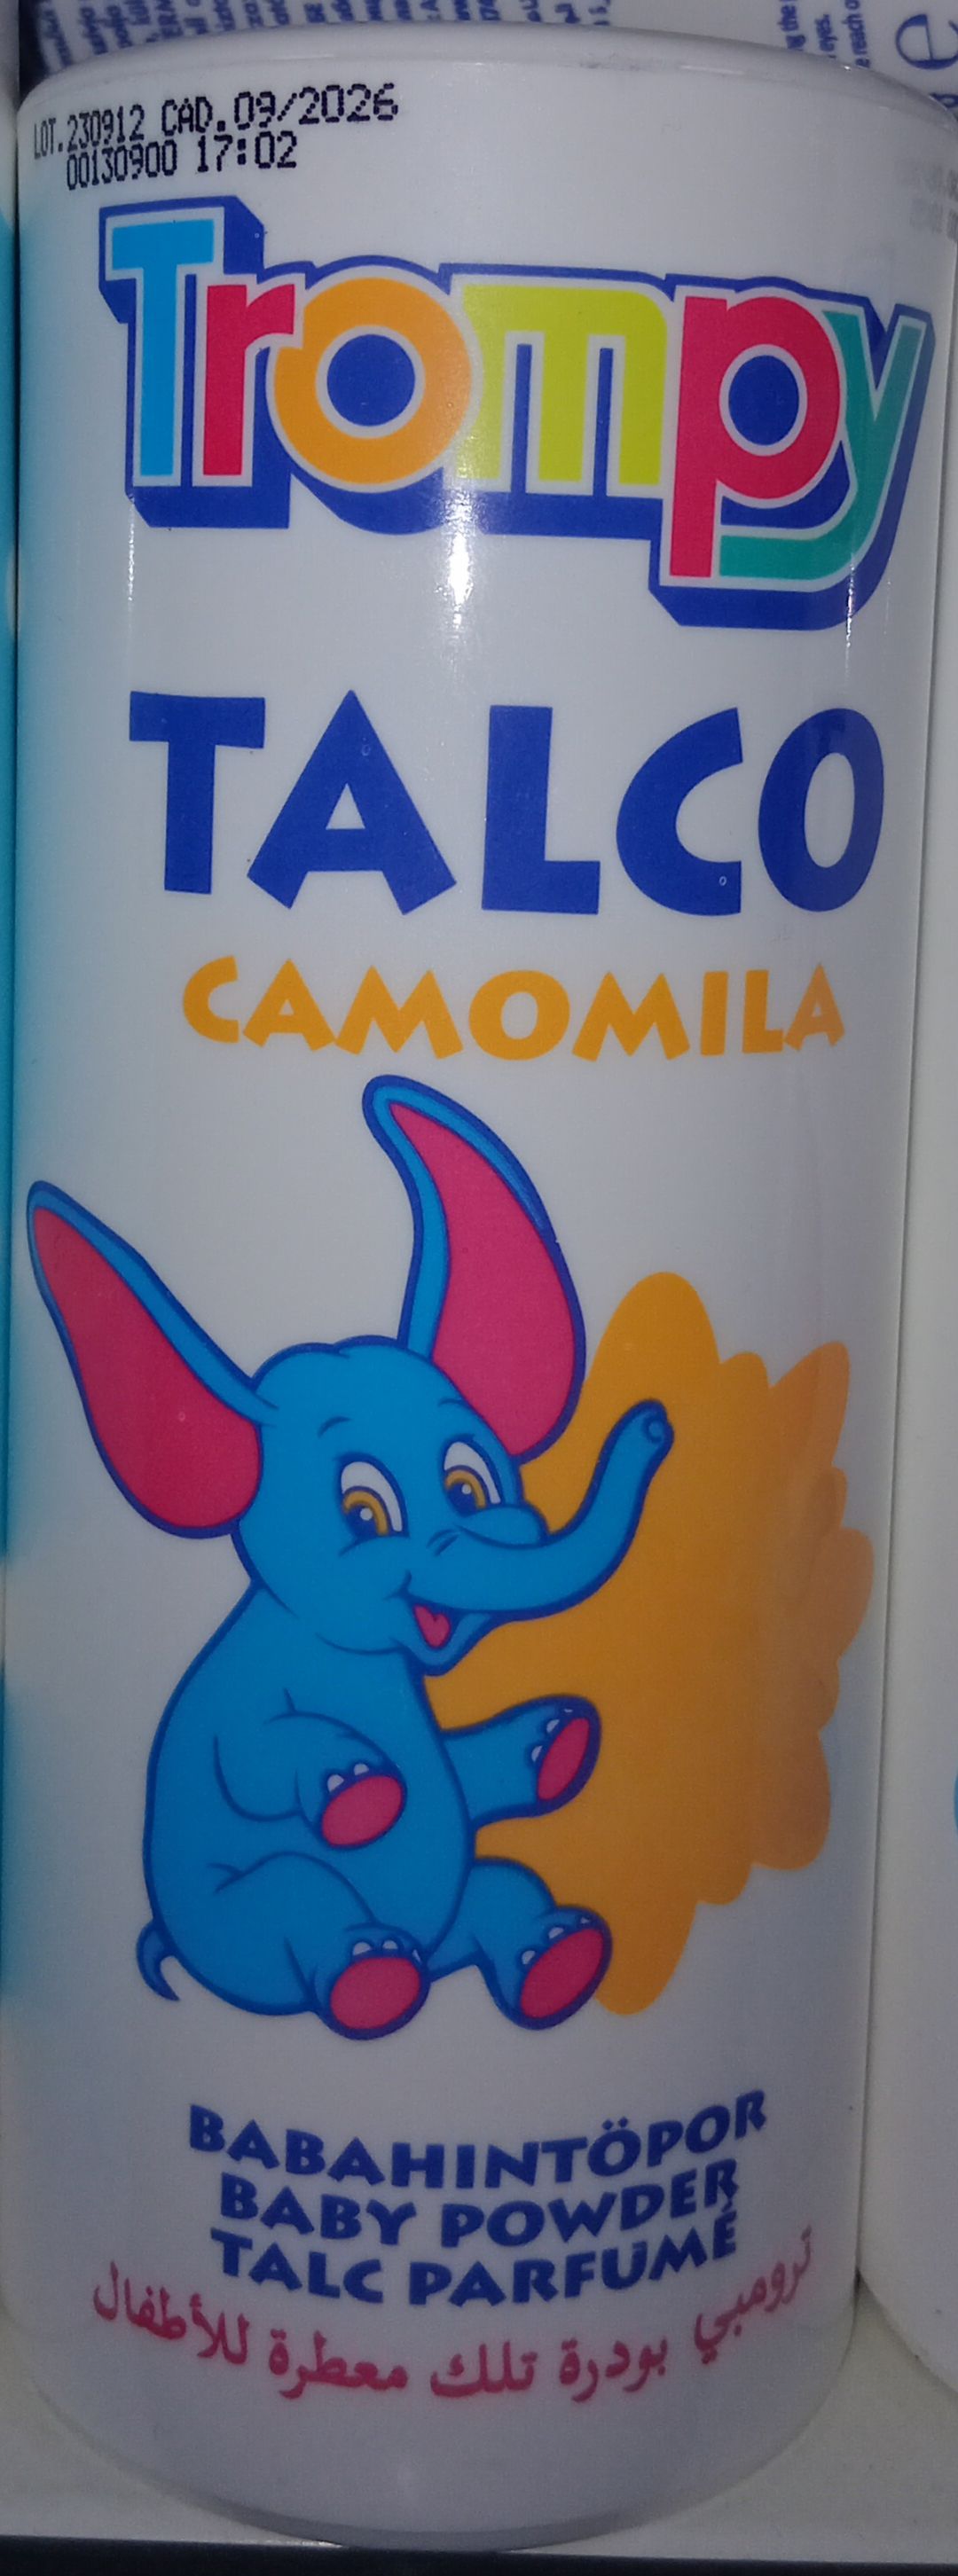 LOT.230912 CAD.09/2026
00130900 17:02
Trompy
TALCO
CAMOMILA
BABAHINTÖPOR
BABY POWDER
TALC PARFUMÉ
ترومبي بودرة تلك معطرة للأطفال